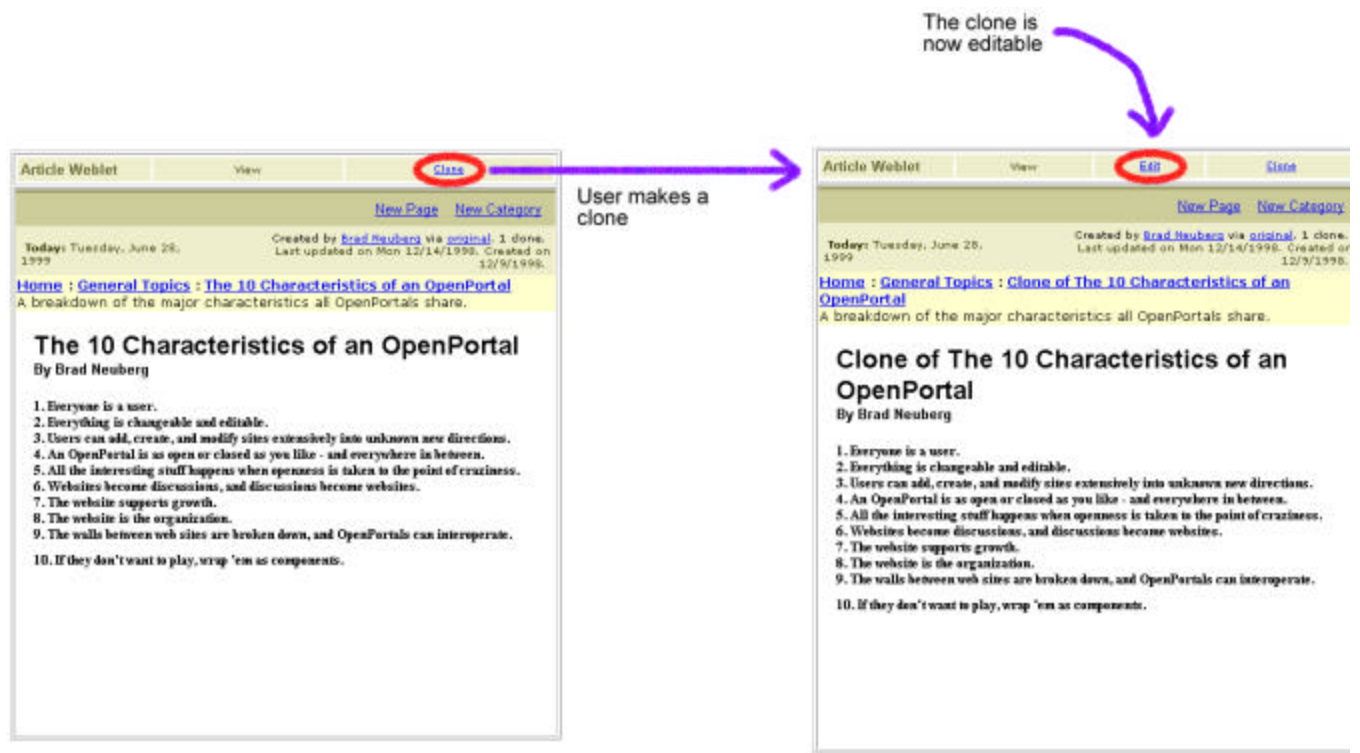 The clone is
now editable
Article Weblet View Clone
User makes a
clone
New Page New Category
Today: Tuesday, June 28,
1999
Created by Brad Neuberg via original. 1 clone.
Last updated on Mon 12/14/1998. Created on
12/9/1998.
Home : General Topics : The 10 Characteristics of an OpenPortal
A breakdown of the major characteristics all OpenPortals share.
The 10 Characteristics of an OpenPortal
By Brad Neuberg
1. Everyone is a user.
2. Everything is changeable and editable.
3. Users can add, create, and modify sites extensively into unknown new directions.
4. An OpenPortal is as open or closed as you like - and everywhere in between.
5. All the interesting stuff happens when openness is taken to the point of craziness.
6. Websites become discussions, and discussions become websites.
7. The website supports growth.
8. The website is the organization.
9. The walls between web sites are broken down, and OpenPortals can interoperate.
10. If they don't want to play, wrap 'em as components.
Article Weblet View Edit Clone
New Page New Category
Today: Tuesday, June 28,
1999
Created by Brad Neuberg via original. 1 clone.
Last updated on Mon 12/14/1998. Created on
12/9/1998.
Home : General Topics : Clone of The 10 Characteristics of an
OpenPortal
A breakdown of the major characteristics all OpenPortals share.
Clone of The 10 Characteristics of an
OpenPortal
By Brad Neuberg
1. Everyone is a user.
2. Everything is changeable and editable.
3. Users can add, create, and modify sites extensively into unknown new directions.
4. An OpenPortal is as open or closed as you like - and everywhere in between.
5. All the interesting stuff happens when openness is taken to the point of craziness.
6. Websites become discussions, and discussions become websites.
7. The website supports growth.
8. The website is the organization.
9. The walls between web sites are broken down, and OpenPortals can interoperate.
10. If they don't want to play, wrap 'em as components.